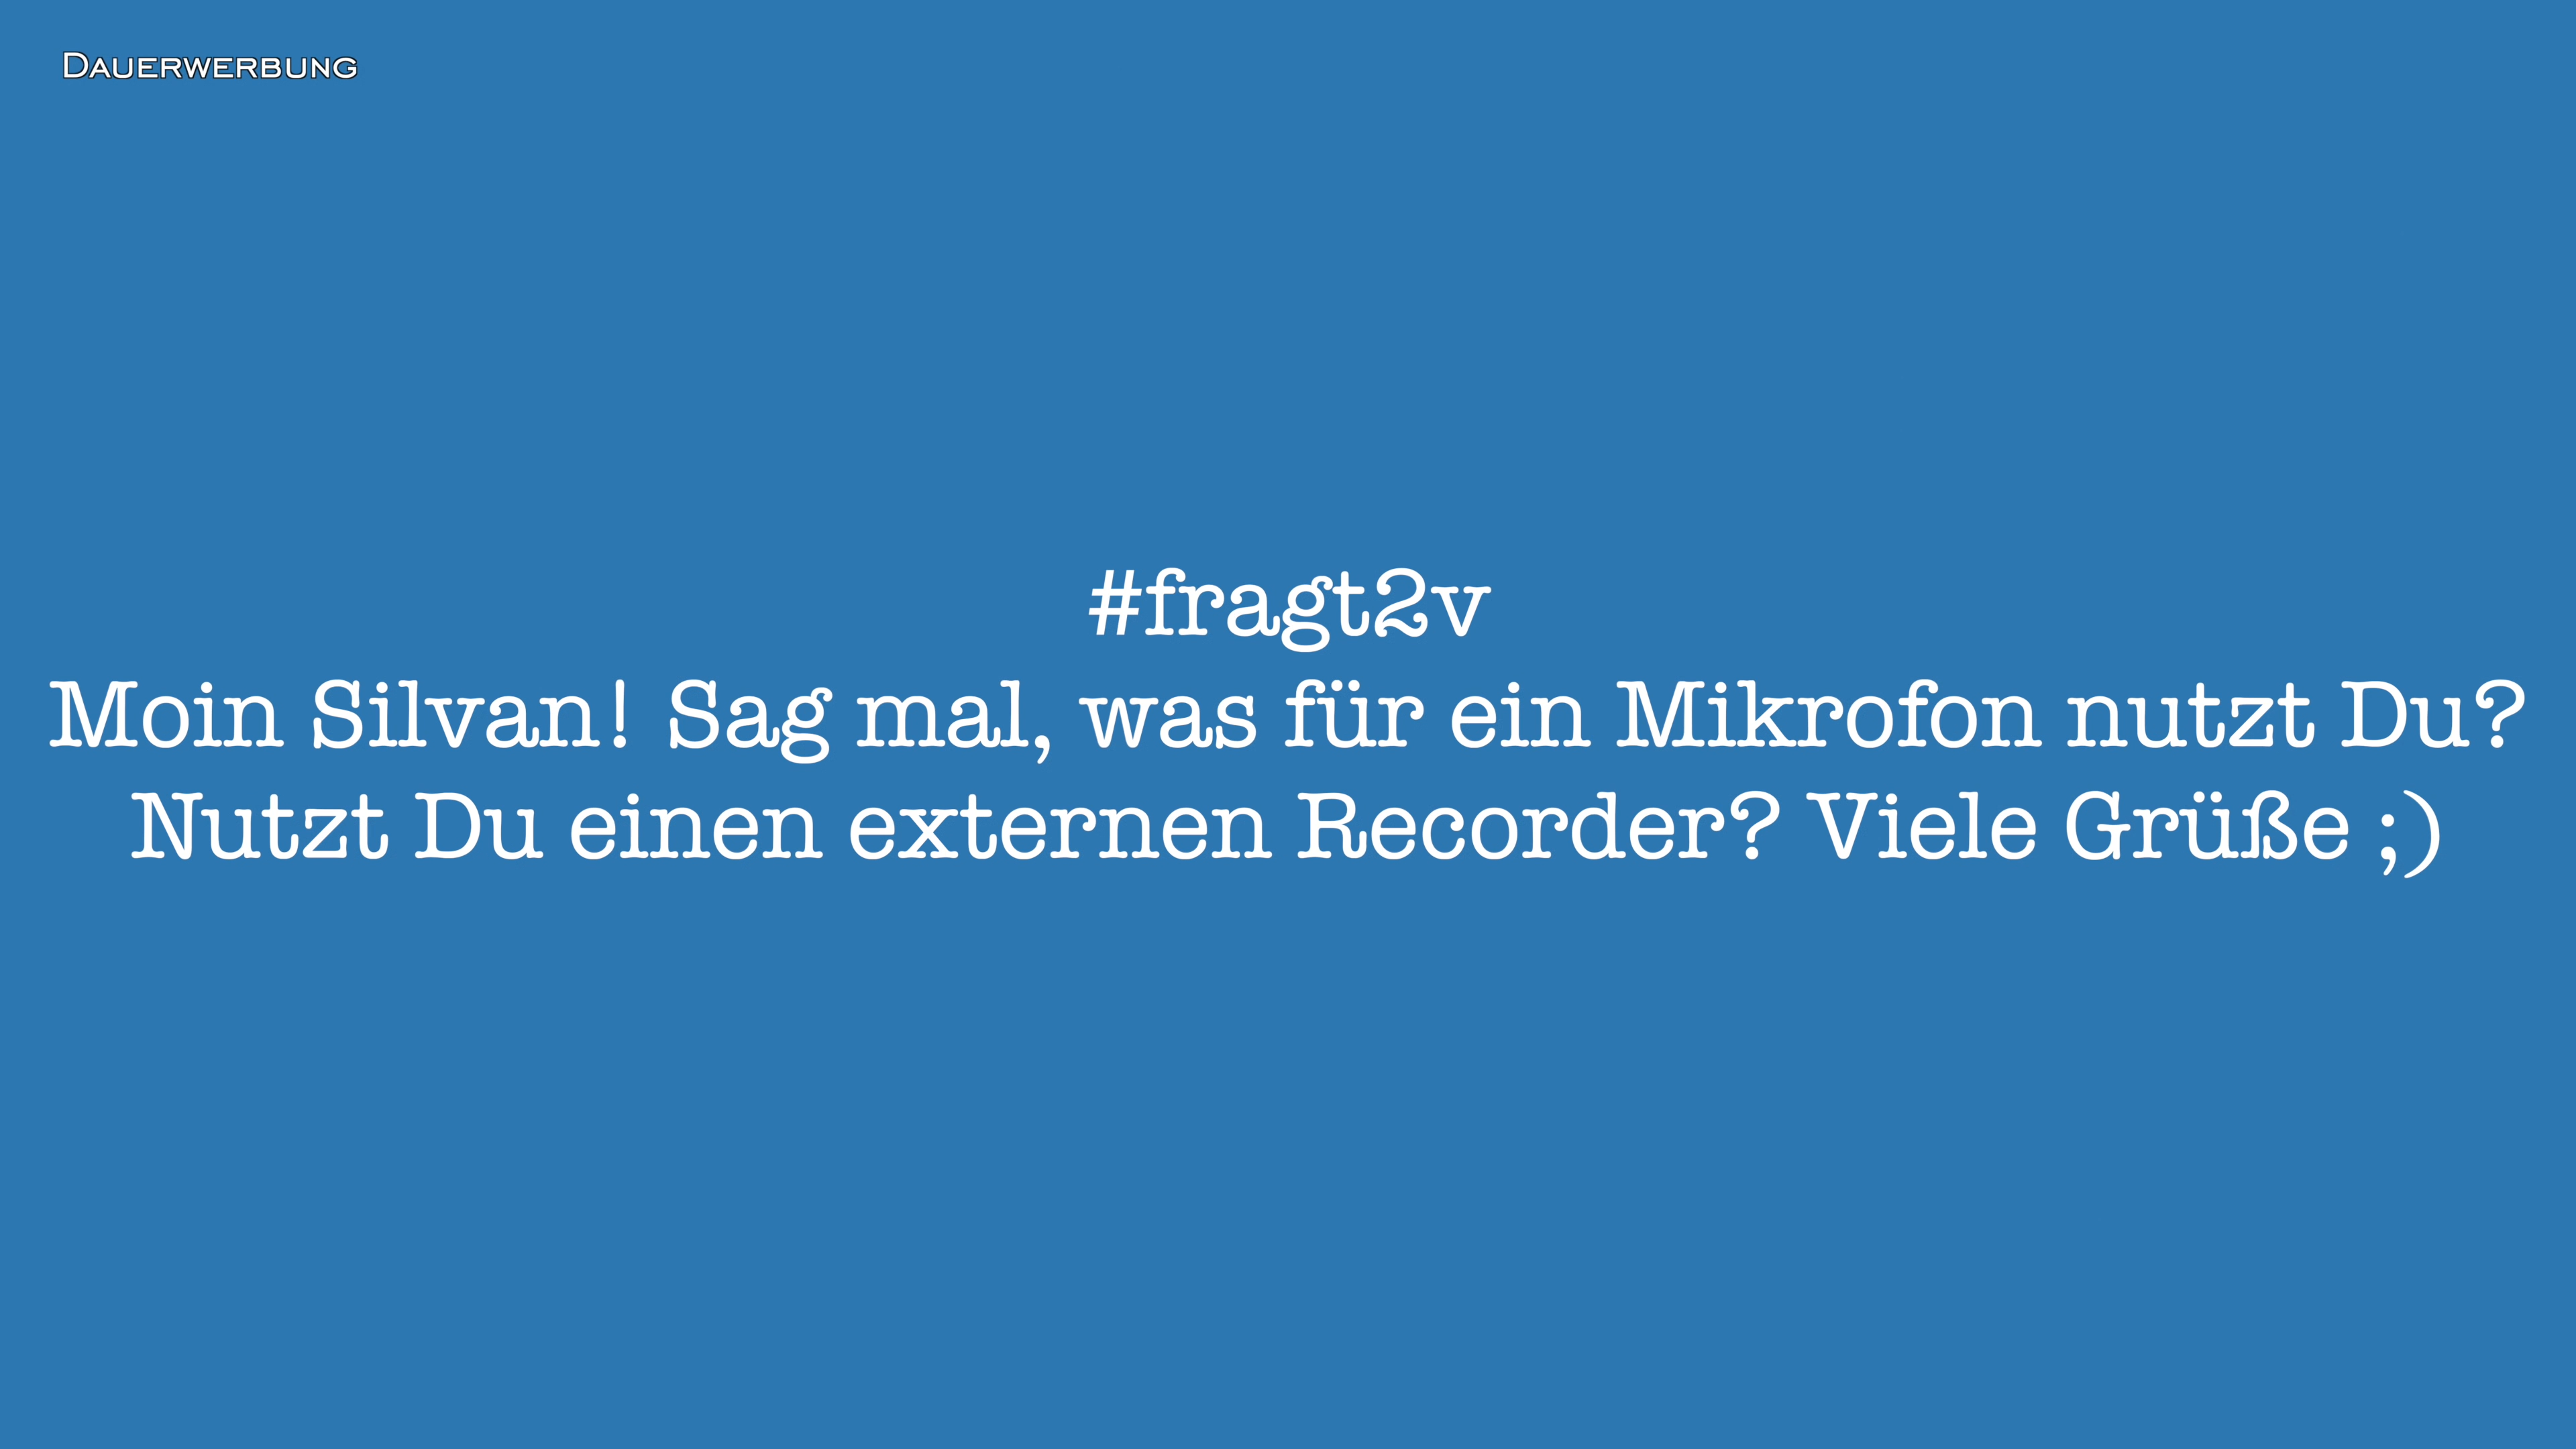 DAUERWERBUNG
#fragt2v
Moin Silvan! Sag mal, was für ein Mikrofon nutzt Du?
Nutzt Du einen externen Recorder? Viele Grüße ;)